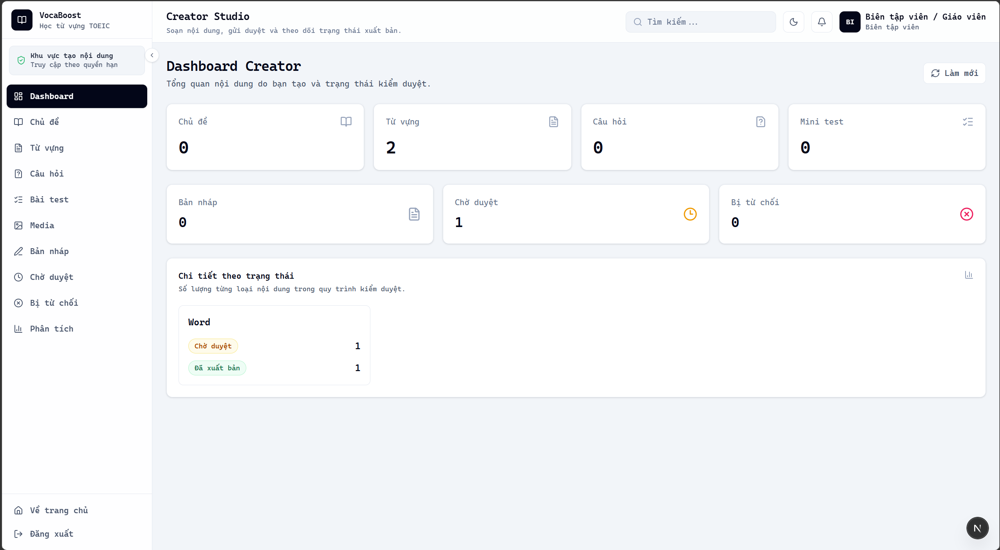 VocaBoost
Học từ vựng TOEIC
Khu vực tạo nội dung
Truy cập theo quyền hạn
Dashboard
Chủ đề
Từ vựng
Câu hỏi
Bài test
Media
Bản nháp
Chờ duyệt
Bị từ chối
Phân tích
Về trang chủ
Đăng xuất
Creator Studio
Soạn nội dung, gửi duyệt và theo dõi trạng thái xuất bản.
Tìm kiếm...
BI
Biên tập viên / Giáo viên
Biên tập viên
Dashboard Creator
Tổng quan nội dung do bạn tạo và trạng thái kiểm duyệt.
Làm mới
Chủ đề
0
Từ vựng
2
Câu hỏi
0
Mini test
0
Bản nháp
0
Chờ duyệt
1
Bị từ chối
0
Chi tiết theo trạng thái
Số lượng từng loại nội dung trong quy trình kiểm duyệt.
Word
Chờ duyệt 1
Đã xuất bản 1
N